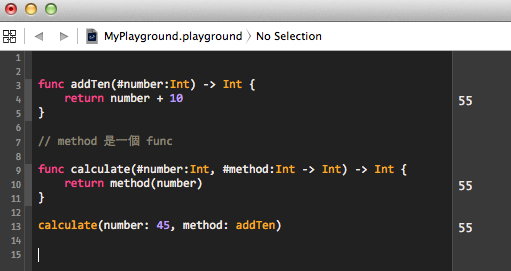 MyPlayground.playground 〉 No Selection
1
2
3 func addTen(#number:Int) -> Int {
4 return number + 10 55
5 }
6
7 // method 是一個 func
8
9 func calculate(#number:Int, #method:Int -> Int) -> Int {
10 return method(number) 55
11 }
12
13 calculate(number: 45, method: addTen) 55
14
15